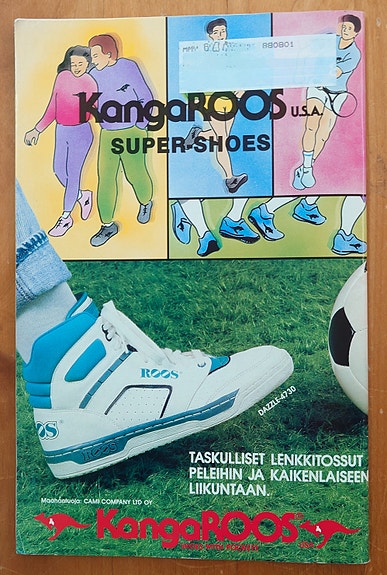 880801
KangaROOS U.S.A.
SUPER-SHOES
ROOS
OS
DAZZLE-4730
TASKULLISET LENKKITOSSUT
PELEIHIN JA KAIKENLAISEEN
LIIKUNTAAN.
Maahantuoja: CAMI COMPANY LTD OY
KangaROOS®